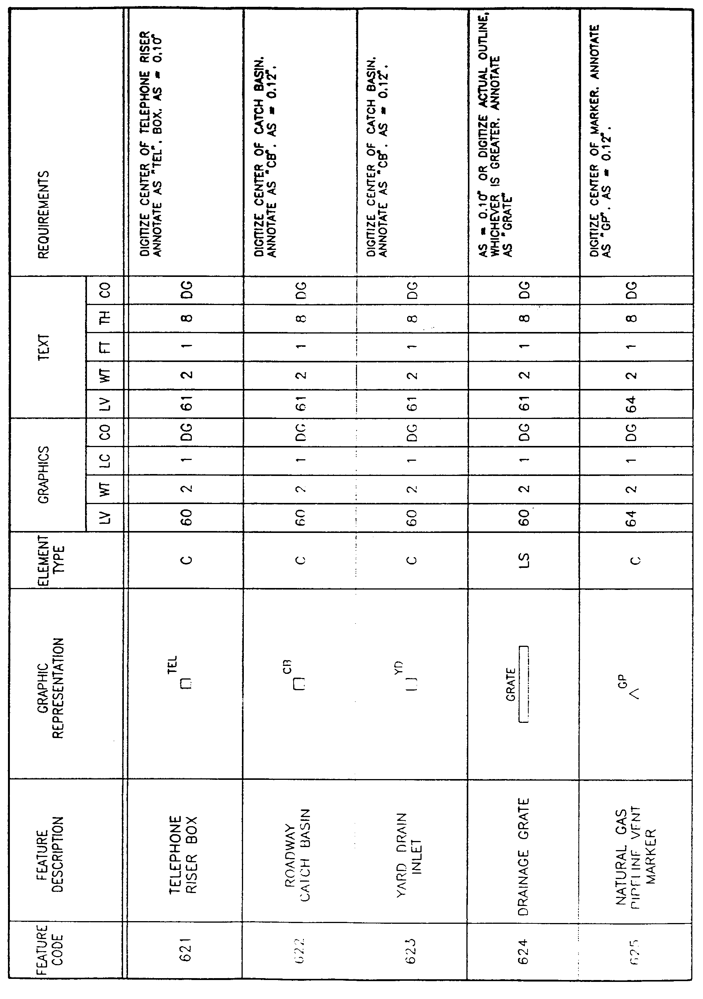 FEATURE
CODE
FEATURE
DESCRIPTION
GRAPHIC
REPRESENTATION
ELEMENT
TYPE
GRAPHICS
LV WT LC CO
TEXT
LV WT FT TH CO
REQUIREMENTS
621
TELEPHONE
RISER BOX
TEL
C
60 2 1 DG
61 2 1 8 DG
DIGITIZE CENTER OF TELEPHONE RISER
ANNOTATE AS "TEL". BOX. AS = 0.10"
622
ROADWAY
CATCH BASIN
CB
C
60 2 1 DG
61 2 1 8 DG
DIGITIZE CENTER OF CATCH BASIN.
ANNOTATE AS "CB". AS = 0.12".
623
YARD DRAIN
INLET
YD
C
60 2 1 DG
61 2 1 8 DG
DIGITIZE CENTER OF CATCH BASIN.
ANNOTATE AS "CB". AS = 0.12".
624
DRAINAGE GRATE
GRATE
LS
60 2 1 DG
61 2 1 8 DG
AS = 0.10" OR DIGITIZE ACTUAL OUTLINE,
WHICHEVER IS GREATER. ANNOTATE
AS "GRATE"
625
NATURAL GAS
PIPELINE VENT
MARKER
GP
C
64 2 1 DG
64 2 1 8 DG
DIGITIZE CENTER OF MARKER. ANNOTATE
AS "GP". AS = 0.12".